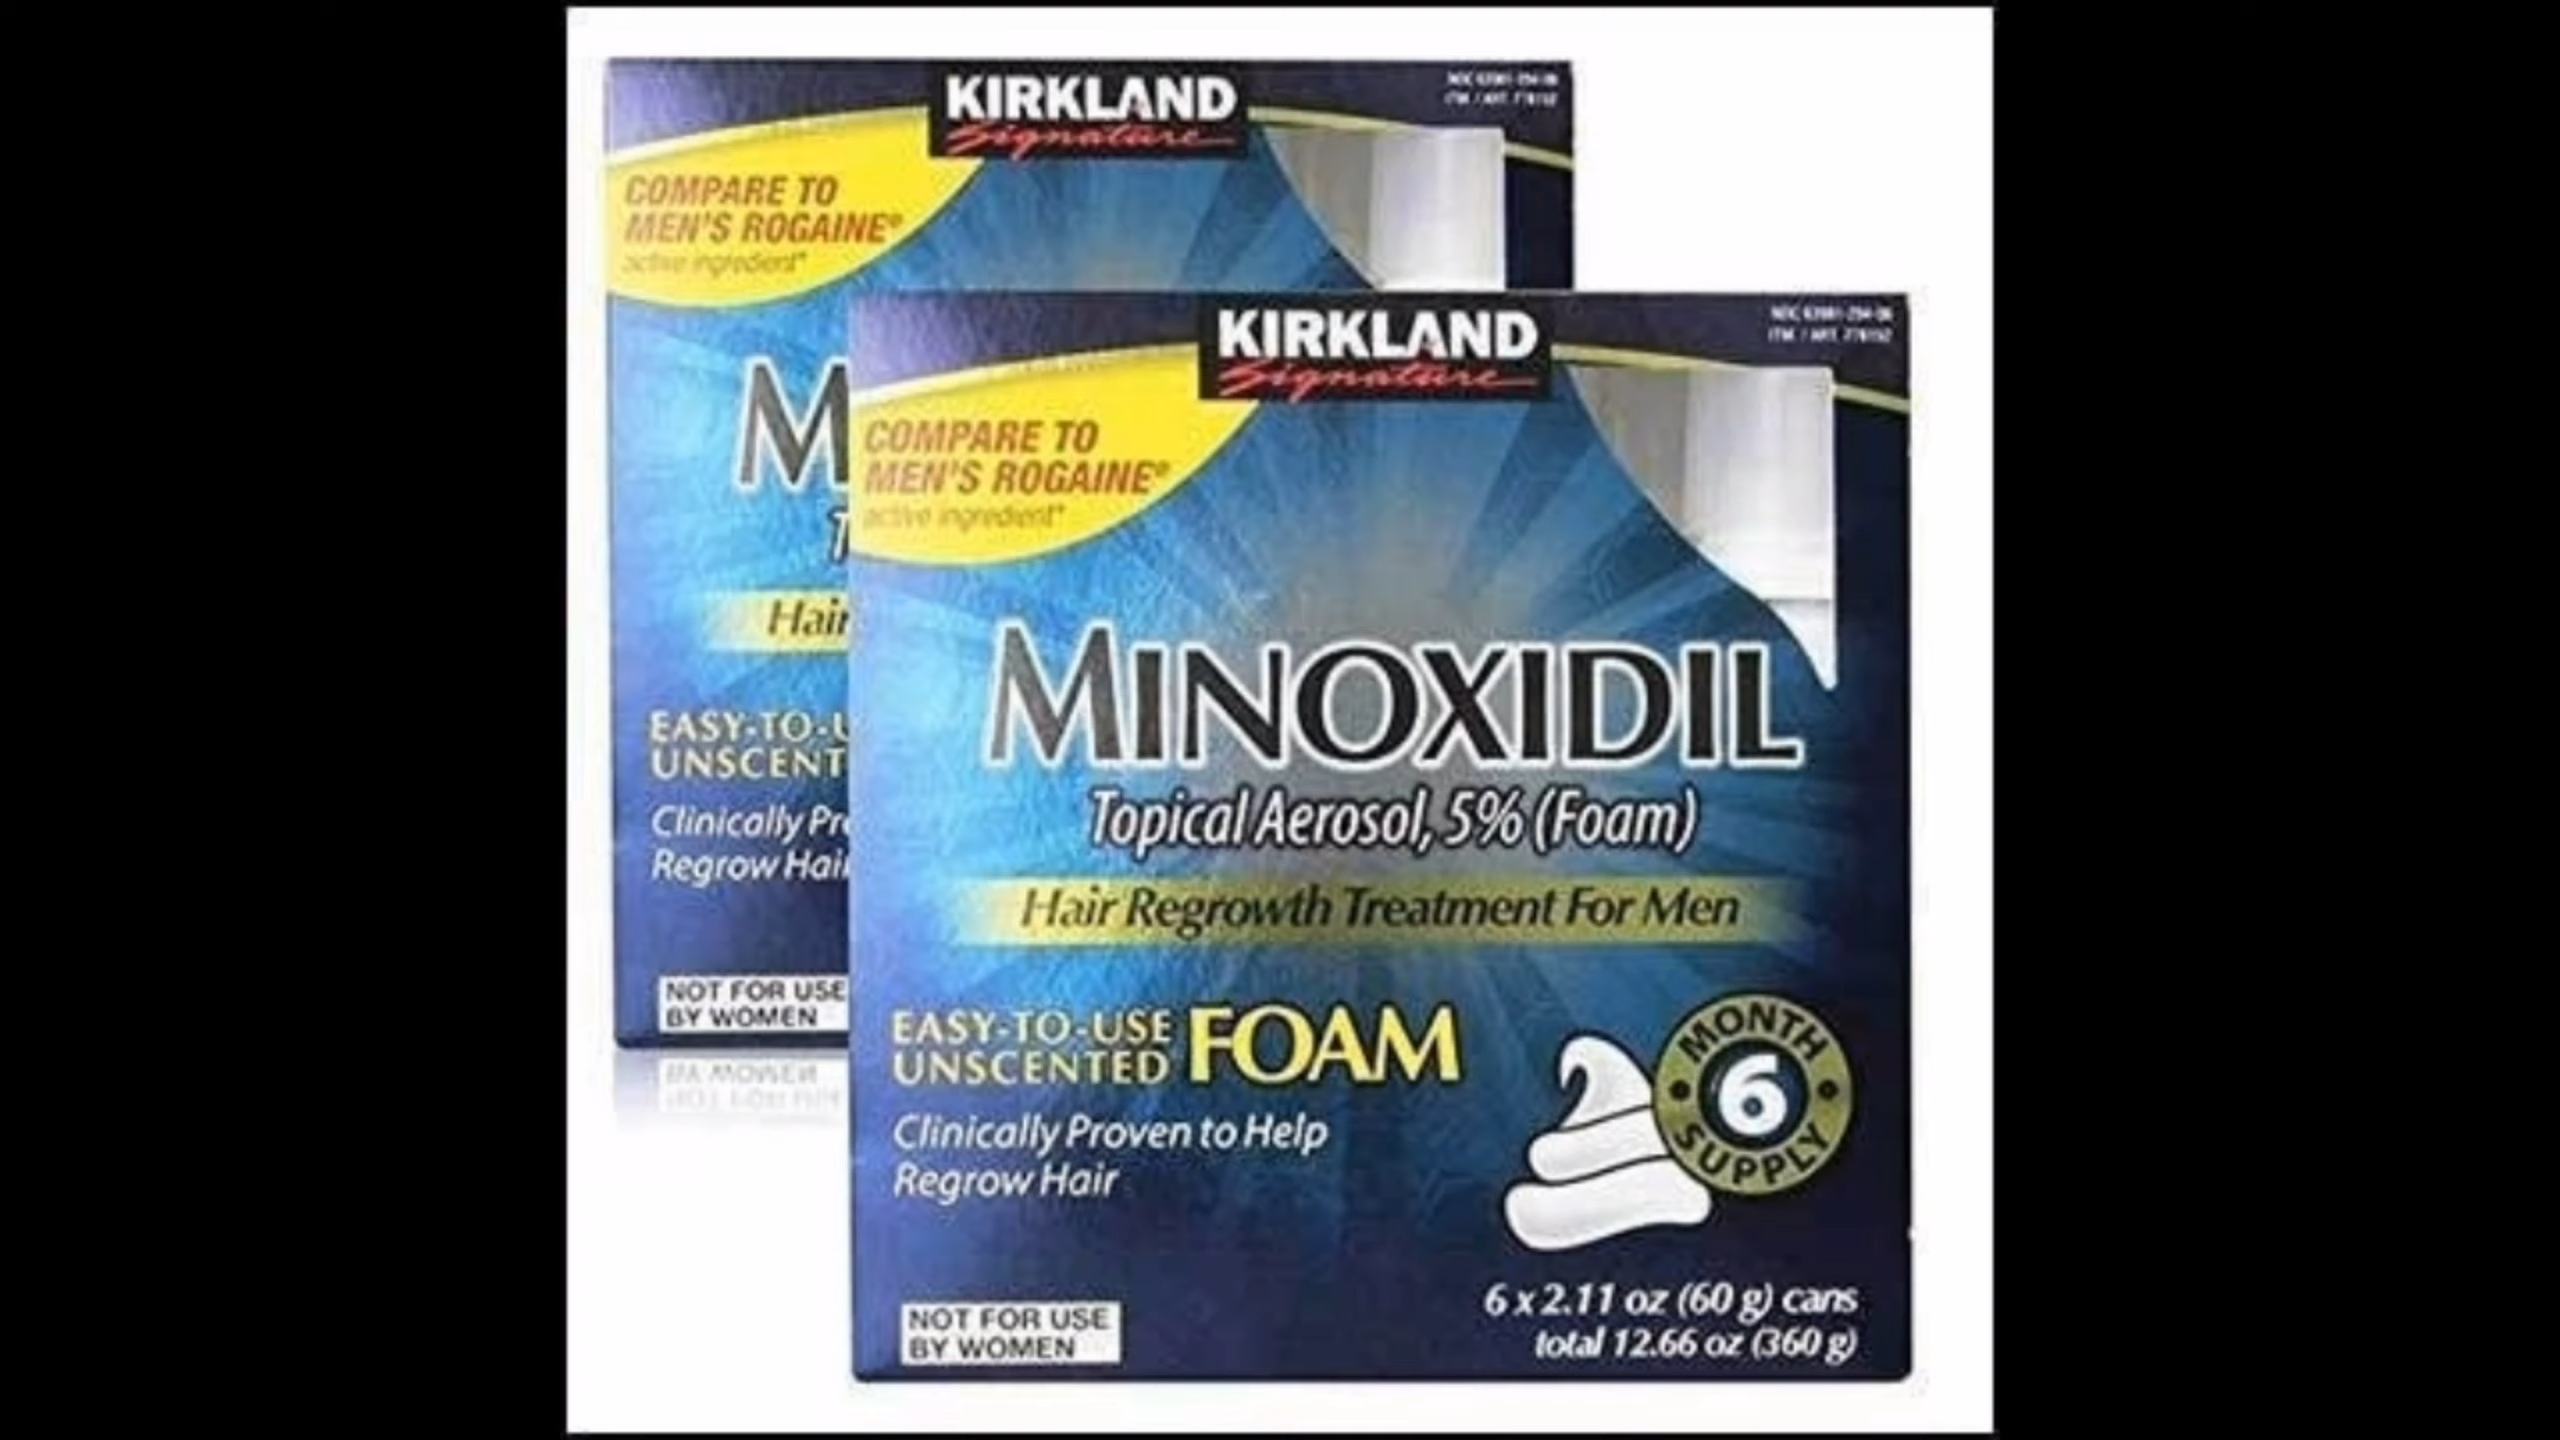 KIRKLAND
Signature
COMPARE TO
MEN'S ROGAINE®
active ingredient*
M
T
Hair
EASY-TO-U
UNSCENT
Clinically Pr
Regrow Hair
NOT FOR USE
BY WOMEN
KIRKLAND
Signature
COMPARE TO
MEN'S ROGAINE®
active ingredient*
MINOXIDIL
Topical Aerosol, 5% (Foam)
Hair Regrowth Treatment For Men
EASY-TO-USE
UNSCENTED FOAM
Clinically Proven to Help
Regrow Hair
MONTH
6
SUPPLY
6 x 2.11 oz (60 g) cans
total 12.66 oz (360 g)
NOT FOR USE
BY WOMEN